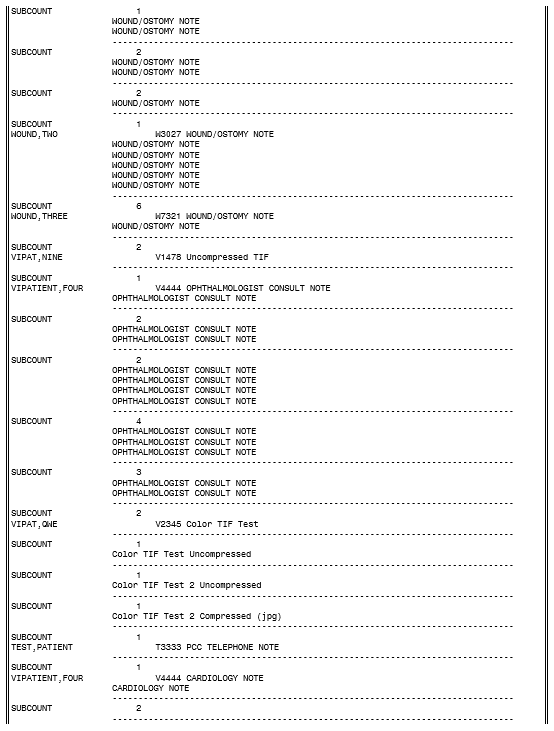 SUBCOUNT 1
WOUND/OSTOMY NOTE
WOUND/OSTOMY NOTE
--------------------------------------------------------------------------------
SUBCOUNT 2
WOUND/OSTOMY NOTE
WOUND/OSTOMY NOTE
--------------------------------------------------------------------------------
SUBCOUNT 2
WOUND/OSTOMY NOTE
--------------------------------------------------------------------------------
SUBCOUNT 1
WOUND,TWO W3027 WOUND/OSTOMY NOTE
WOUND/OSTOMY NOTE
WOUND/OSTOMY NOTE
WOUND/OSTOMY NOTE
WOUND/OSTOMY NOTE
WOUND/OSTOMY NOTE
--------------------------------------------------------------------------------
SUBCOUNT 6
WOUND,THREE W7321 WOUND/OSTOMY NOTE
WOUND/OSTOMY NOTE
--------------------------------------------------------------------------------
SUBCOUNT 2
VIPAT,NINE V1478 Uncompressed TIF
--------------------------------------------------------------------------------
SUBCOUNT 1
VIPATIENT,FOUR V4444 OPHTHALMOLOGIST CONSULT NOTE
OPHTHALMOLOGIST CONSULT NOTE
--------------------------------------------------------------------------------
SUBCOUNT 2
OPHTHALMOLOGIST CONSULT NOTE
OPHTHALMOLOGIST CONSULT NOTE
--------------------------------------------------------------------------------
SUBCOUNT 2
OPHTHALMOLOGIST CONSULT NOTE
OPHTHALMOLOGIST CONSULT NOTE
OPHTHALMOLOGIST CONSULT NOTE
OPHTHALMOLOGIST CONSULT NOTE
--------------------------------------------------------------------------------
SUBCOUNT 4
OPHTHALMOLOGIST CONSULT NOTE
OPHTHALMOLOGIST CONSULT NOTE
OPHTHALMOLOGIST CONSULT NOTE
--------------------------------------------------------------------------------
SUBCOUNT 3
OPHTHALMOLOGIST CONSULT NOTE
OPHTHALMOLOGIST CONSULT NOTE
--------------------------------------------------------------------------------
SUBCOUNT 2
VIPAT,QWE V2345 Color TIF Test
--------------------------------------------------------------------------------
SUBCOUNT 1
Color TIF Test Uncompressed
--------------------------------------------------------------------------------
SUBCOUNT 1
Color TIF Test 2 Uncompressed
--------------------------------------------------------------------------------
SUBCOUNT 1
Color TIF Test 2 Compressed (jpg)
--------------------------------------------------------------------------------
SUBCOUNT 1
TEST,PATIENT T3333 PCC TELEPHONE NOTE
--------------------------------------------------------------------------------
SUBCOUNT 1
VIPATIENT,FOUR V4444 CARDIOLOGY NOTE
CARDIOLOGY NOTE
--------------------------------------------------------------------------------
SUBCOUNT 2
--------------------------------------------------------------------------------